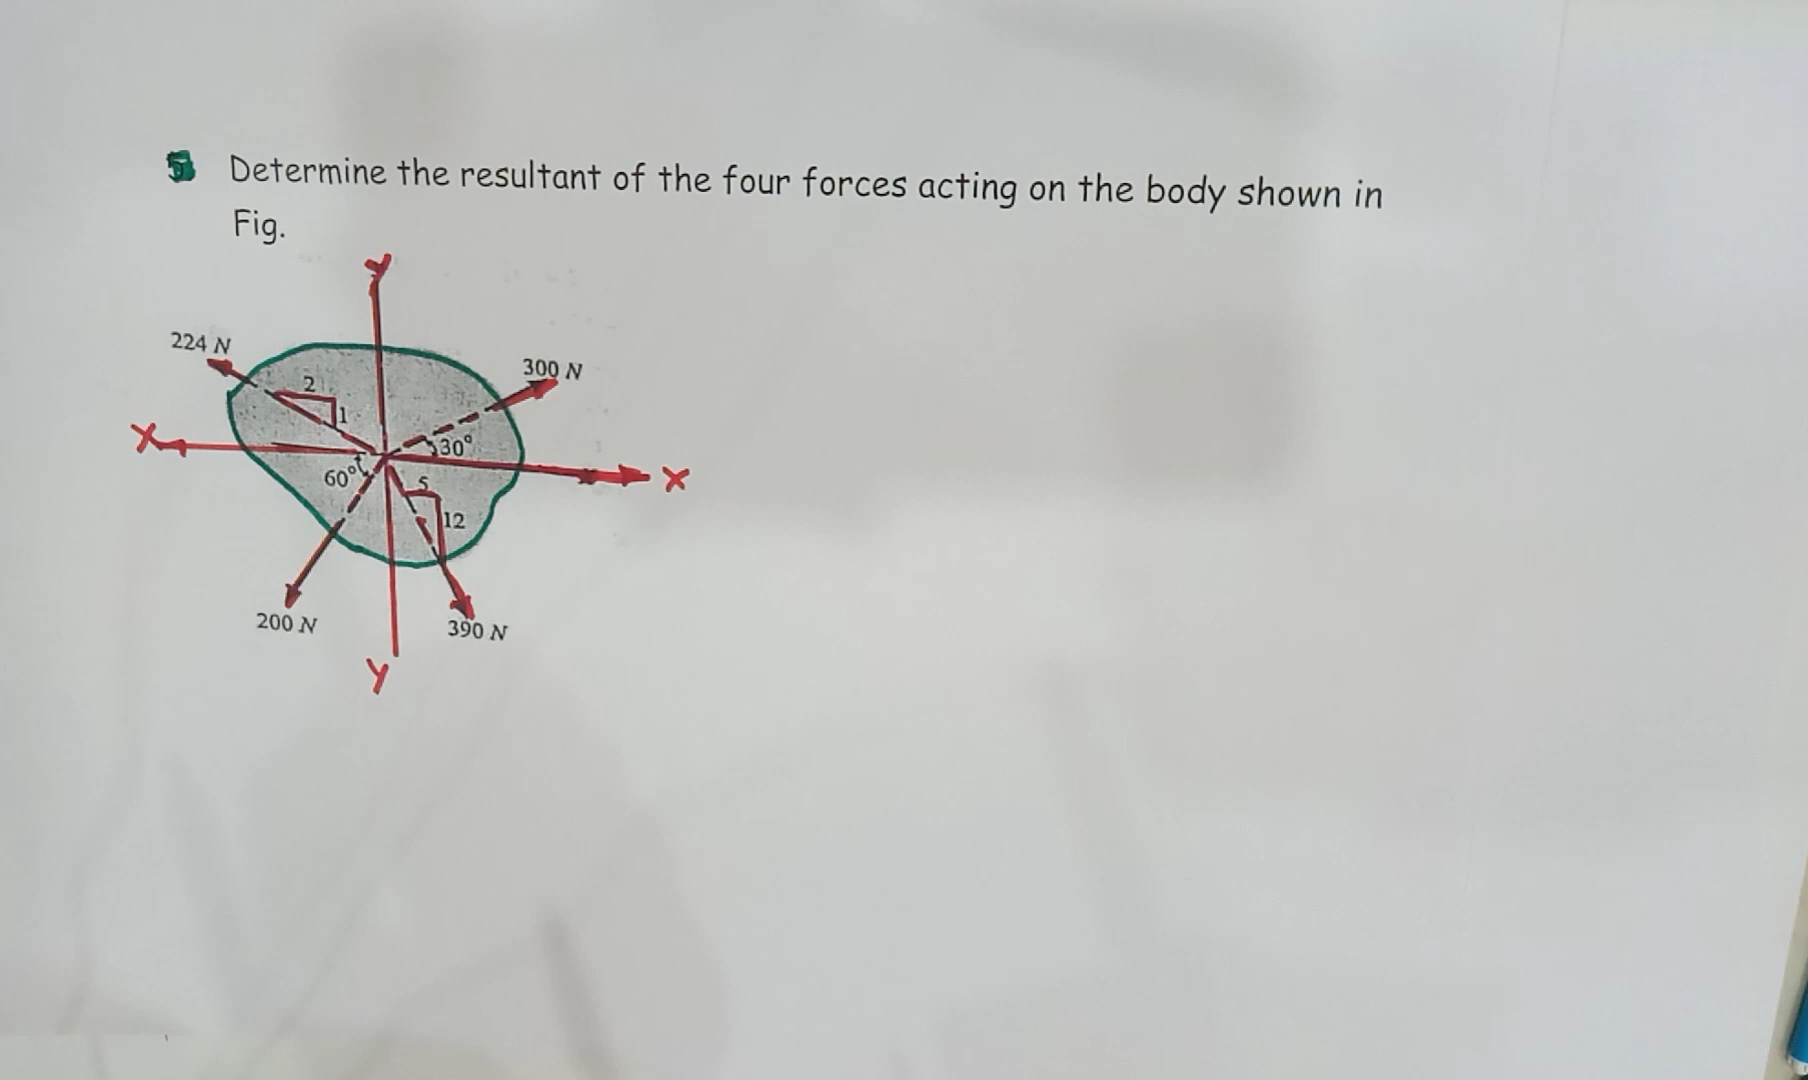 5 Determine the resultant of the four forces acting on the body shown in
Fig.
Y
224 N
300 N
2
1
X
30°
60°
5
X
12
200 N
390 N
Y